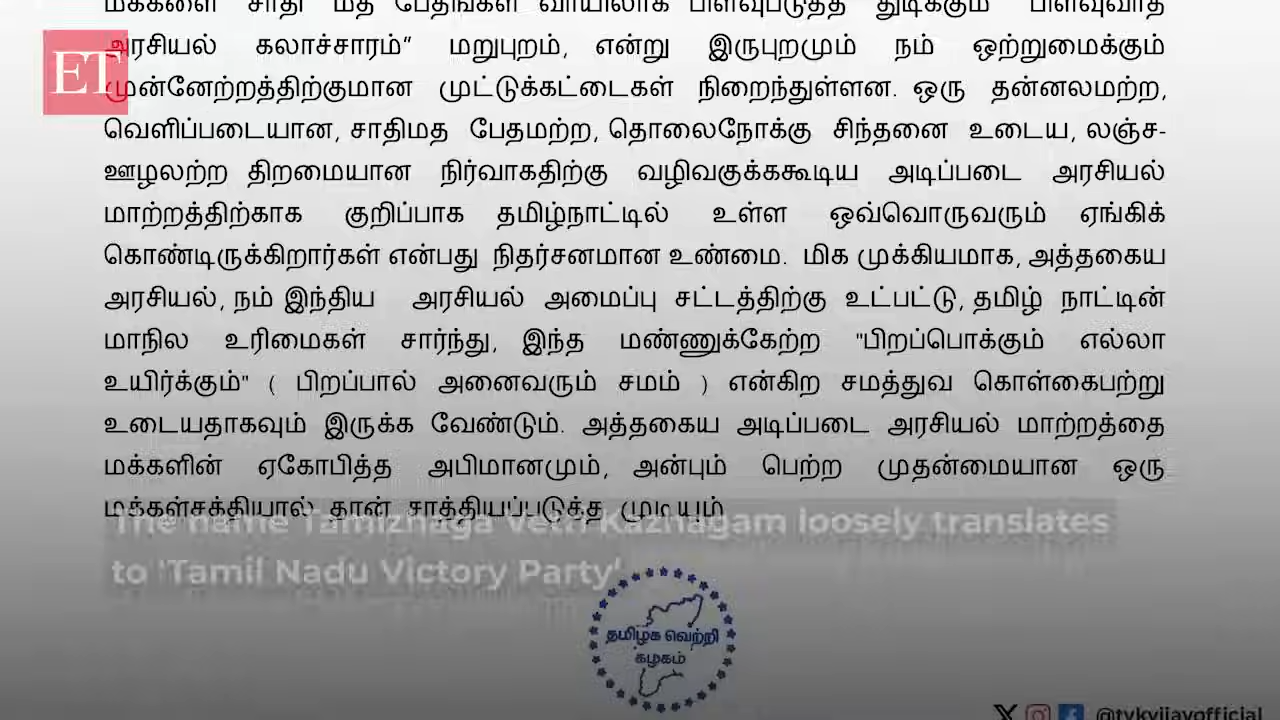 மக்களை சாதி மத பேதங்கள் வாயிலாக பிளவுபடுத்த துடிக்கும் "பிளவுவாத
அரசியல் கலாச்சாரம்" மறுபுறம், என்று இருபுறமும் நம் ஒற்றுமைக்கும்
ET
முன்னேற்றத்திற்குமான முட்டுக்கட்டைகள் நிறைந்துள்ளன. ஒரு தன்னலமற்ற,
வெளிப்படையான, சாதிமத பேதமற்ற, தொலைநோக்கு சிந்தனை உடைய, லஞ்ச-
ஊழலற்ற திறமையான நிர்வாகதிற்கு வழிவகுக்ககூடிய அடிப்படை அரசியல்
மாற்றத்திற்காக குறிப்பாக தமிழ்நாட்டில் உள்ள ஒவ்வொருவரும் ஏங்கிக்
கொண்டிருக்கிறார்கள் என்பது நிதர்சனமான உண்மை. மிக முக்கியமாக, அத்தகைய
அரசியல், நம் இந்திய அரசியல் அமைப்பு சட்டத்திற்கு உட்பட்டு, தமிழ் நாட்டின்
மாநில உரிமைகள் சார்ந்து, இந்த மண்ணுக்கேற்ற "பிறப்பொக்கும் எல்லா
உயிர்க்கும்" ( பிறப்பால் அனைவரும் சமம் ) என்கிற சமத்துவ கொள்கைபற்று
உடையதாகவும் இருக்க வேண்டும். அத்தகைய அடிப்படை அரசியல் மாற்றத்தை
மக்களின் ஏகோபித்த அபிமானமும், அன்பும் பெற்ற முதன்மையான ஒரு
மக்கள்சக்தியால் தான் சாத்தியப்படுத்த முடியும்
The name Tamizhaga Vetri Kazhagam loosely translates
to 'Tamil Nadu Victory Party'
தமிழக வெற்றி
கழகம்
@tvkvijayofficial